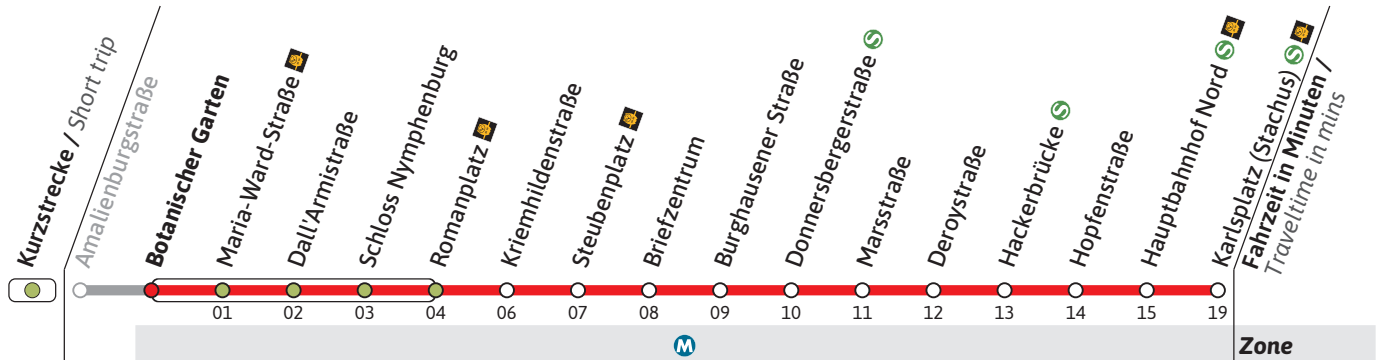 Kurzstrecke / Short trip
Amalienburgstraße
Botanischer Garten
Maria-Ward-Straße
Dall'Armistraße
Schloss Nymphenburg
Romanplatz
Kriemhildenstraße
Steubenplatz
Briefzentrum
Burghausener Straße
Donnersbergerstraße S
Marsstraße
Deroystraße
Hackerbrücke S
Hopfenstraße
Hauptbahnhof Nord S
Karlsplatz (Stachus) S
Fahrzeit in Minuten /
Traveltime in mins
01 02 03 04 06 07 08 09 10 11 12 13 14 15 19
M Zone